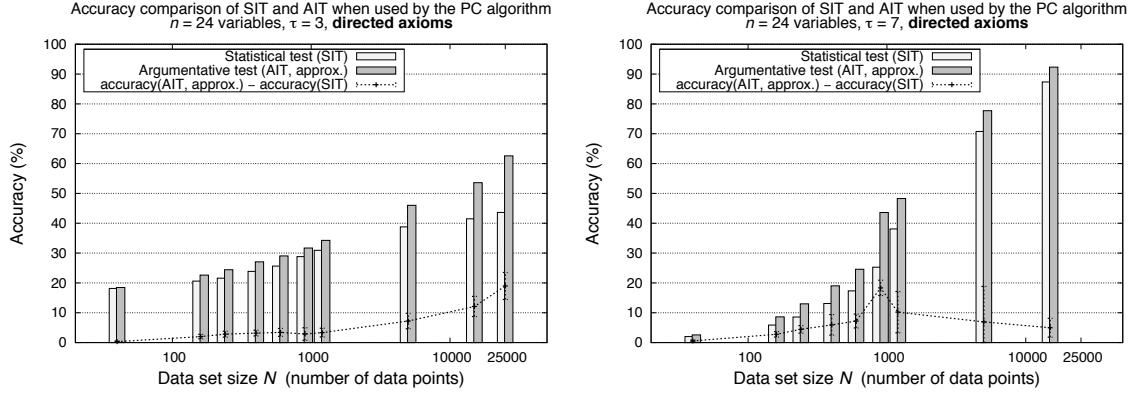 Accuracy comparison of SIT and AIT when used by the PC algorithm
n = 24 variables, τ = 3, directed axioms
Statistical test (SIT)
Argumentative test (AIT, approx.)
accuracy(AIT, approx.) − accuracy(SIT)
100
90
80
70
60
50
40
30
20
10
0
Accuracy (%)
100
1000
10000
25000
Data set size N (number of data points)
Accuracy comparison of SIT and AIT when used by the PC algorithm
n = 24 variables, τ = 7, directed axioms
Statistical test (SIT)
Argumentative test (AIT, approx.)
accuracy(AIT, approx.) − accuracy(SIT)
100
90
80
70
60
50
40
30
20
10
0
Accuracy (%)
100
1000
10000
25000
Data set size N (number of data points)